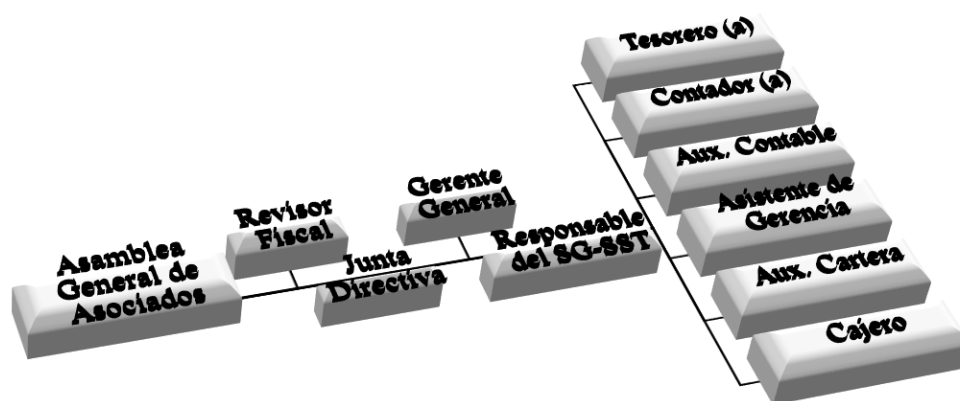 Asamblea
General de
Asociados
Revisor
Fiscal
Junta
Directiva
Gerente
General
Responsable
del SG-SST
Tesorero (a)
Contador (a)
Aux. Contable
Asistente de
Gerencia
Aux. Cartera
Cajero